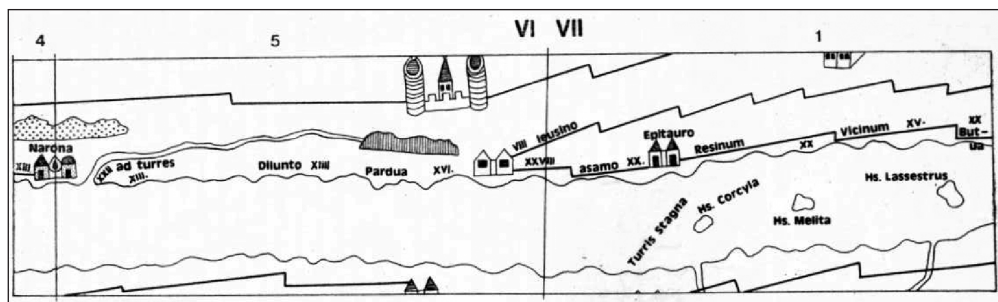 4 5 VI VII 1
VIII leusino
XX
Narona
Epitauro Resinum Vicinum XV. But-
XIII XXII ad turres Dilunto XIIII XXVIII XX. XX ua
XIII. Pardua XVI. asamo
Hs. Lassestrus
Hs. Corcyla
Turris Stagna
Hs. Melita